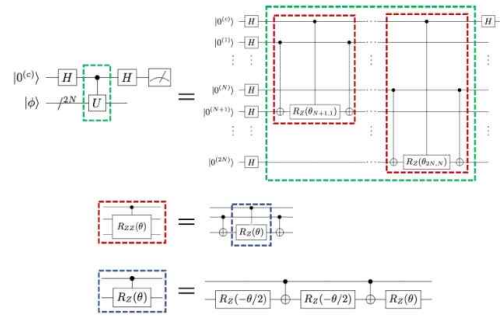 |0⁽ᶜ⁾⟩ H H
|ϕ⟩ /2N U
=
|0⁽ᶜ⁾⟩ H H
|0⁽¹⁾⟩ H
⋮ ⋮
|0⁽ᴺ⁾⟩ H
|0⁽ᴺ⁺¹⁾⟩ H R_Z(θ_{N+1,1})
⋮ ⋮
|0⁽²ᴺ⁾⟩ H R_Z(θ_{2N,N})
R_{ZZ}(θ) = R_Z(θ)
R_Z(θ) = R_Z(−θ/2) R_Z(−θ/2) R_Z(θ)